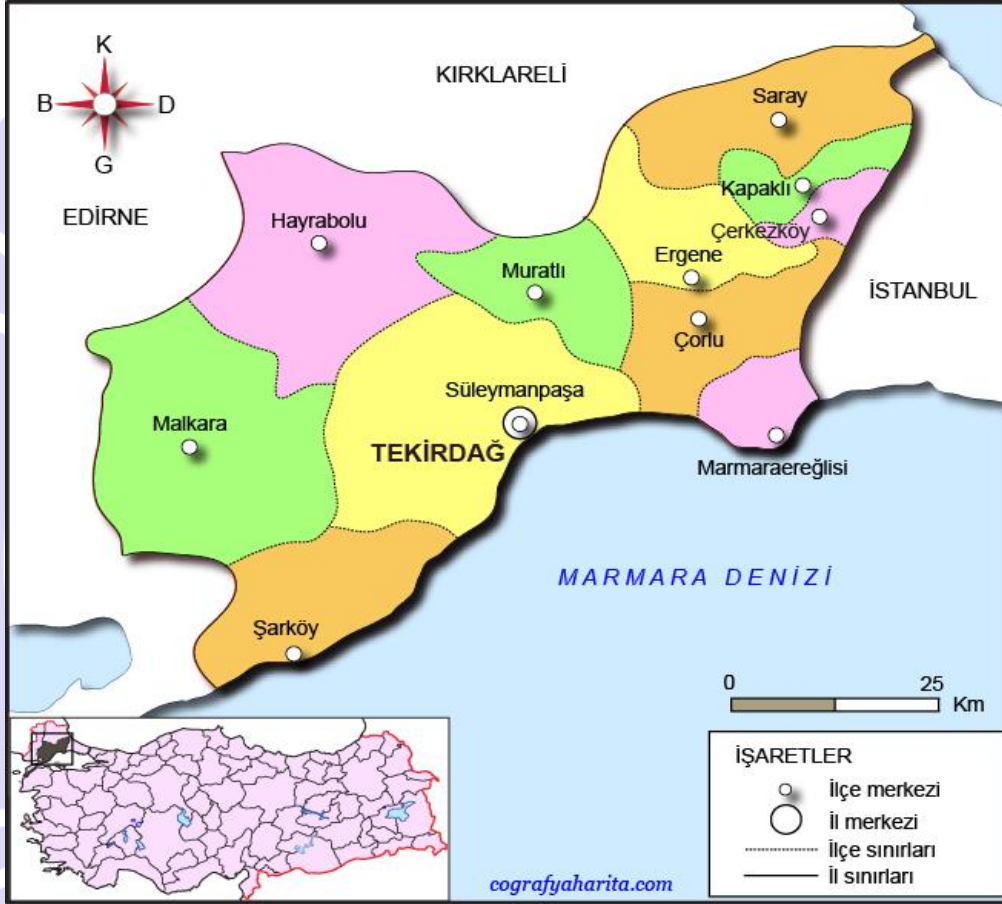 K
B D
G
KIRKLARELİ
EDİRNE
İSTANBUL
Saray
Kapaklı
Çerkezköy
Hayrabolu
Muratlı
Ergene
Çorlu
Süleymanpaşa
TEKİRDAĞ
Malkara
Marmaraereğlisi
MARMARA DENİZİ
Şarköy
0 25
Km
İŞARETLER
İlçe merkezi
İl merkezi
İlçe sınırları
İl sınırları
cografyaharita.com